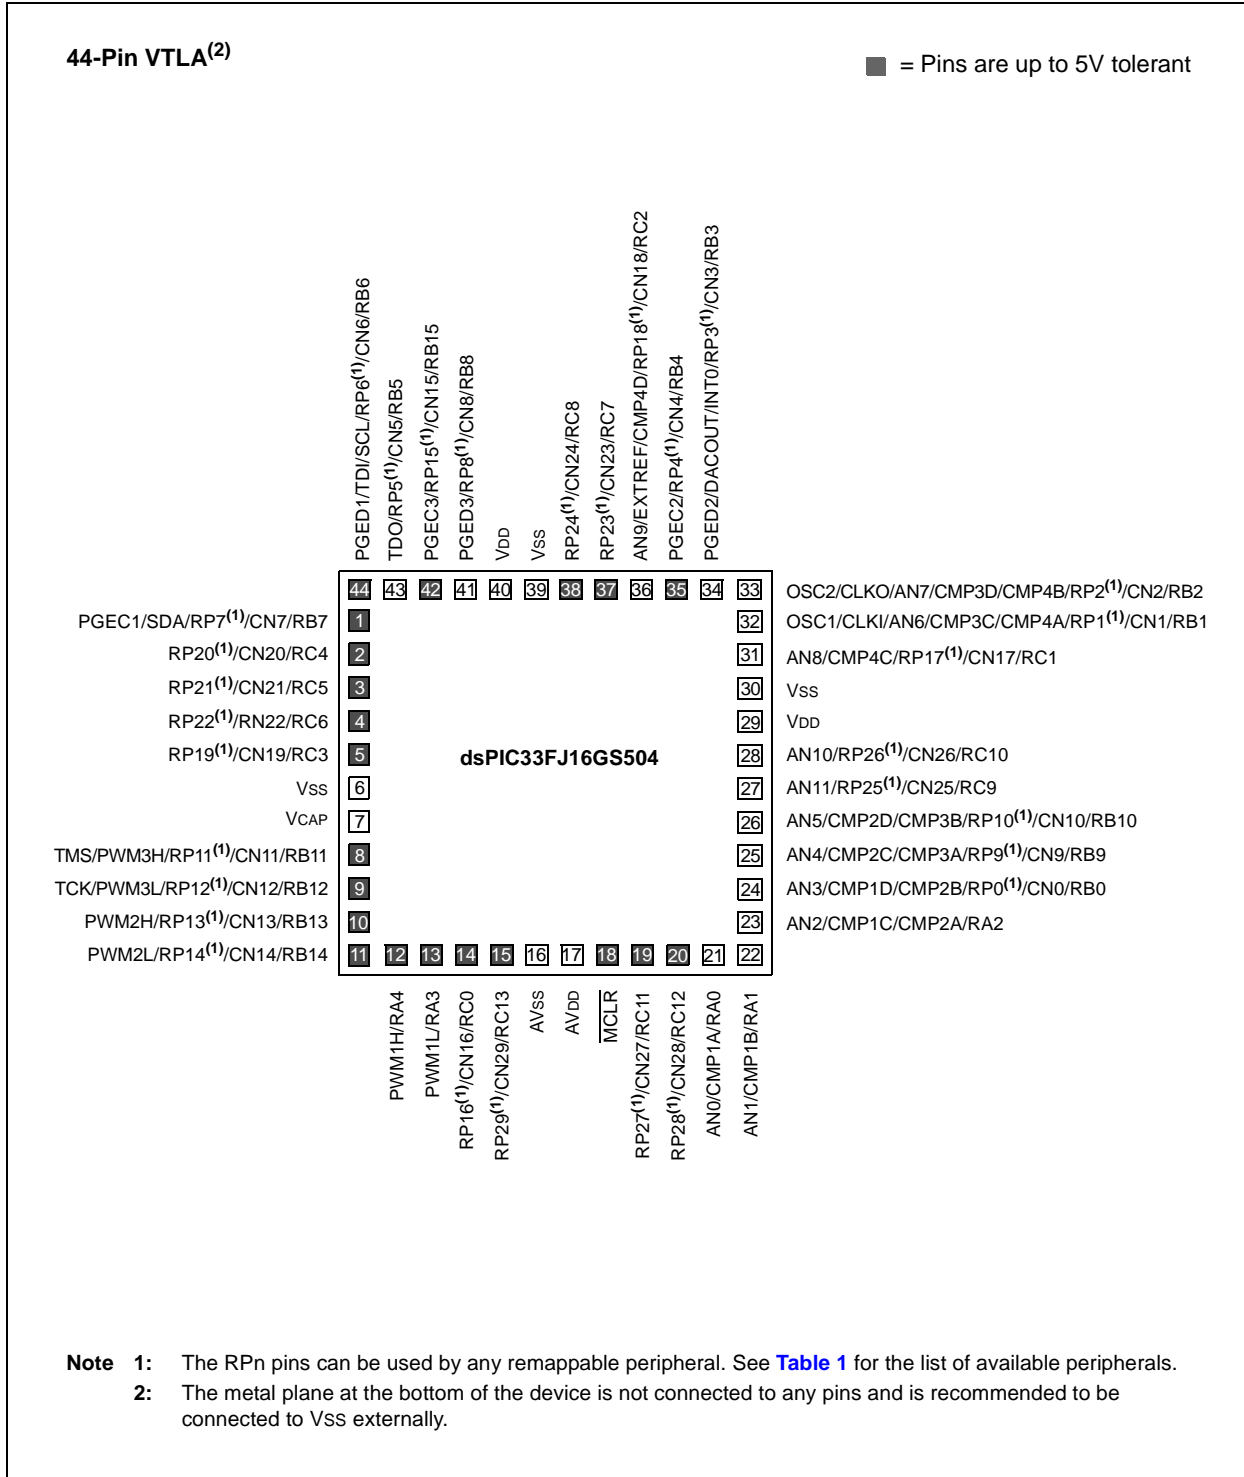 44-Pin VTLA(2)
= Pins are up to 5V tolerant
PGED1/TDI/SCL/RP6(1)/CN6/RB6
TDO/RP5(1)/CN5/RB5
PGEC3/RP15(1)/CN15/RB15
PGED3/RP8(1)/CN8/RB8
VDD
VSS
RP24(1)/CN24/RC8
RP23(1)/CN23/RC7
AN9/EXTREF/CMP4D/RP18(1)/CN18/RC2
PGEC2/RP4(1)/CN4/RB4
PGED2/DACOUT/INT0/RP3(1)/CN3/RB3
44 43 42 41 40 39 38 37 36 35 34 33 OSC2/CLKO/AN7/CMP3D/CMP4B/RP2(1)/CN2/RB2
PGEC1/SDA/RP7(1)/CN7/RB7 1 32 OSC1/CLKI/AN6/CMP3C/CMP4A/RP1(1)/CN1/RB1
RP20(1)/CN20/RC4 2 31 AN8/CMP4C/RP17(1)/CN17/RC1
RP21(1)/CN21/RC5 3 30 VSS
RP22(1)/RN22/RC6 4 29 VDD
RP19(1)/CN19/RC3 5 dsPIC33FJ16GS504 28 AN10/RP26(1)/CN26/RC10
VSS 6 27 AN11/RP25(1)/CN25/RC9
VCAP 7 26 AN5/CMP2D/CMP3B/RP10(1)/CN10/RB10
TMS/PWM3H/RP11(1)/CN11/RB11 8 25 AN4/CMP2C/CMP3A/RP9(1)/CN9/RB9
TCK/PWM3L/RP12(1)/CN12/RB12 9 24 AN3/CMP1D/CMP2B/RP0(1)/CN0/RB0
PWM2H/RP13(1)/CN13/RB13 10 23 AN2/CMP1C/CMP2A/RA2
PWM2L/RP14(1)/CN14/RB14 11 12 13 14 15 16 17 18 19 20 21 22
PWM1H/RA4
PWM1L/RA3
RP16(1)/CN16/RC0
RP29(1)/CN29/RC13
AVSS
AVDD
MCLR
RP27(1)/CN27/RC11
RP28(1)/CN28/RC12
AN0/CMP1A/RA0
AN1/CMP1B/RA1
Note 1: The RPn pins can be used by any remappable peripheral. See Table 1 for the list of available peripherals.
2: The metal plane at the bottom of the device is not connected to any pins and is recommended to be
connected to VSS externally.